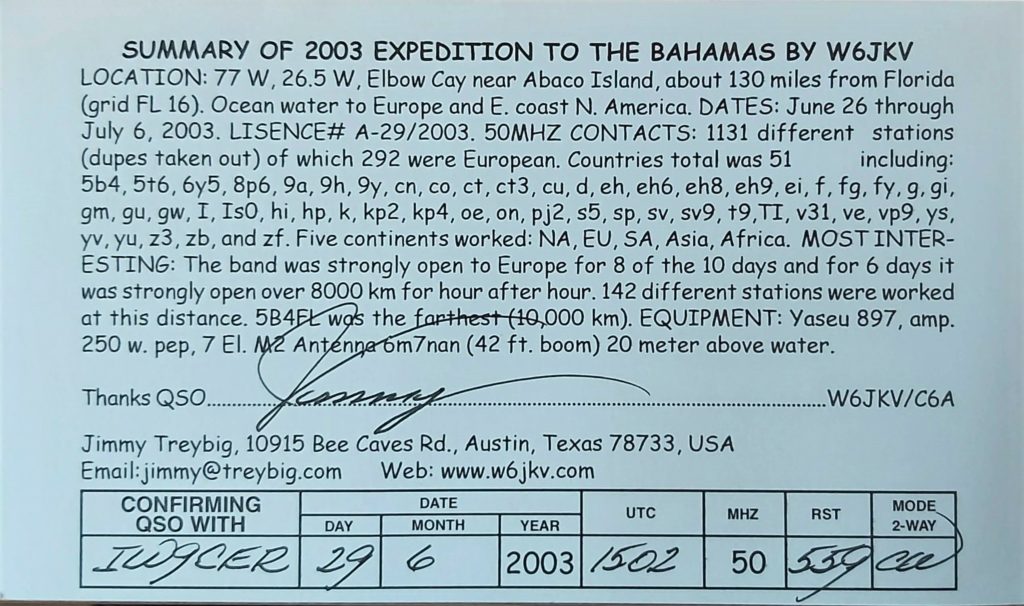 SUMMARY OF 2003 EXPEDITION TO THE BAHAMAS BY W6JKV
LOCATION: 77 W, 26.5 W, Elbow Cay near Abaco Island, about 130 miles from Florida
(grid FL 16). Ocean water to Europe and E. coast N. America. DATES: June 26 through
July 6, 2003. LISENCE# A-29/2003. 50MHZ CONTACTS: 1131 different stations
(dupes taken out) of which 292 were European. Countries total was 51 including:
5b4, 5t6, 6y5, 8p6, 9a, 9h, 9y, cn, co, ct, ct3, cu, d, eh, eh6, eh8, eh9, ei, f, fg, fy, g, gi,
gm, gu, gw, I, Is0, hi, hp, k, kp2, kp4, oe, on, pj2, s5, sp, sv, sv9, t9,TI, v31, ve, vp9, ys,
yv, yu, z3, zb, and zf. Five continents worked: NA, EU, SA, Asia, Africa. MOST INTER-
ESTING: The band was strongly open to Europe for 8 of the 10 days and for 6 days it
was strongly open over 8000 km for hour after hour. 142 different stations were worked
at this distance. 5B4FL was the farthest (10,000 km). EQUIPMENT: Yaseu 897, amp.
250 w. pep, 7 El. M2 Antenna 6m7nan (42 ft. boom) 20 meter above water.
Thanks QSO.....Jimmy.....W6JKV/C6A
Jimmy Treybig, 10915 Bee Caves Rd., Austin, Texas 78733, USA
Email:jimmy@treybig.com Web: www.w6jkv.com
CONFIRMING QSO WITH DATE UTC MHZ RST MODE 2-WAY
DAY MONTH YEAR
IW9CER 29 6 2003 1502 50 559 CW